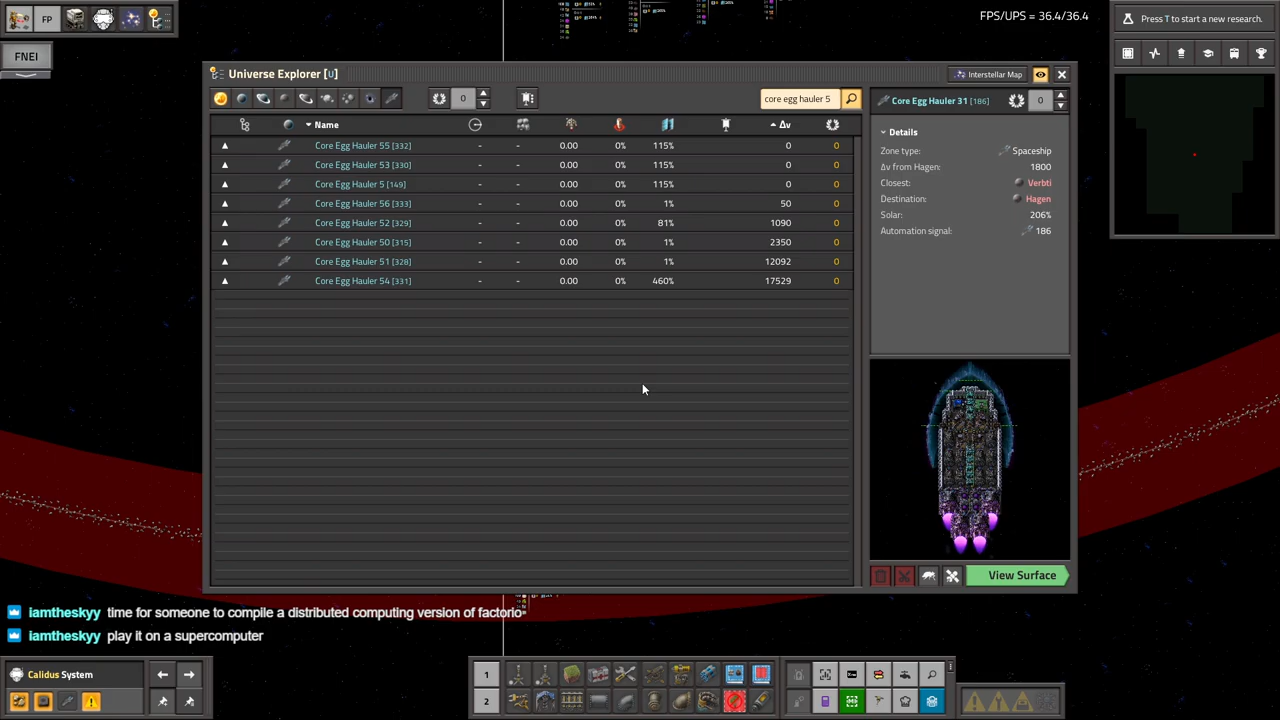 FP
FPS/UPS = 36.4/36.4
Press T to start a new research.
FNEI
Universe Explorer [U]
Interstellar Map
0
core egg hauler 5
Core Egg Hauler 31 [186]
0
Name
Δv
Core Egg Hauler 55 [332] - - 0.00 0% 115% 0 0
Core Egg Hauler 53 [330] - - 0.00 0% 115% 0 0
Core Egg Hauler 5 [149] - - 0.00 0% 115% 0 0
Core Egg Hauler 56 [333] - - 0.00 0% 1% 50 0
Core Egg Hauler 52 [329] - - 0.00 0% 81% 1090 0
Core Egg Hauler 50 [315] - - 0.00 0% 1% 2350 0
Core Egg Hauler 51 [328] - - 0.00 0% 1% 12092 0
Core Egg Hauler 54 [331] - - 0.00 0% 460% 17529 0
Details
Zone type: Spaceship
Δv from Hagen: 1800
Closest: Verbti
Destination: Hagen
Solar: 206%
Automation signal: 186
View Surface
iamtheskyy time for someone to compile a distributed computing version of factorio
iamtheskyy play it on a supercomputer
Calidus System
1
2